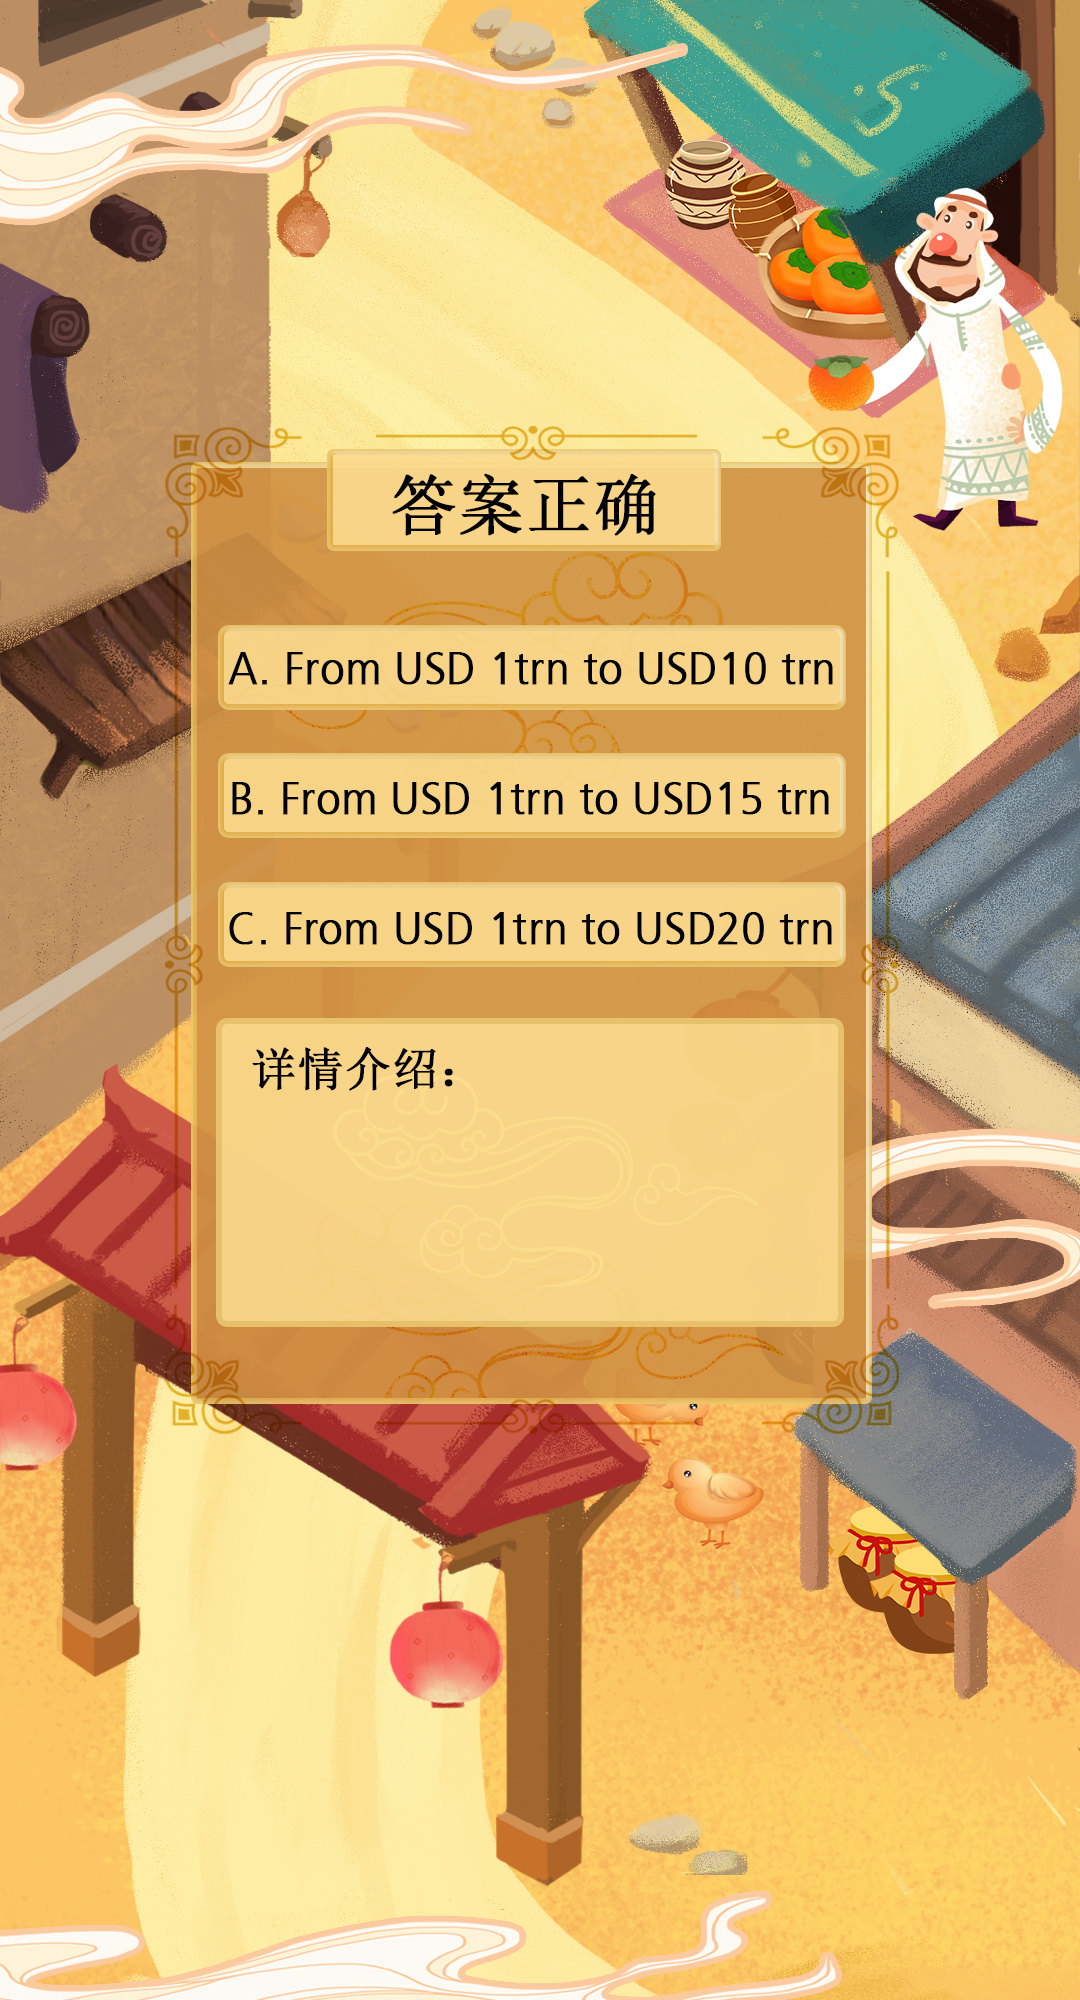 答案正确
A. From USD 1trn to USD10 trn
B. From USD 1trn to USD15 trn
C. From USD 1trn to USD20 trn
详情介绍：